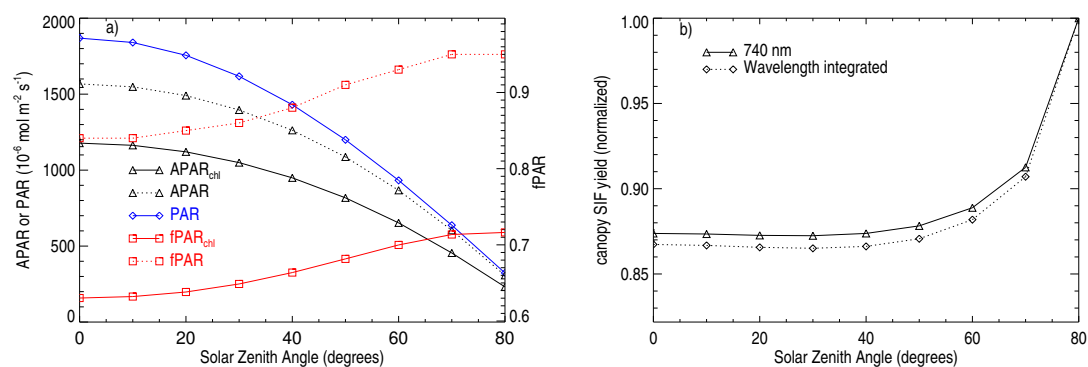 a)
2000
1500
1000
500
0
APAR or PAR (10⁻⁶ mol m⁻² s⁻¹)
APARchl
APAR
PAR
fPARchl
fPAR
0.9
0.8
0.7
0.6
fPAR
0 20 40 60 80
Solar Zenith Angle (degrees)
b)
1.00
0.95
0.90
0.85
canopy SIF yield (normalized)
740 nm
Wavelength integrated
0 20 40 60 80
Solar Zenith Angle (degrees)